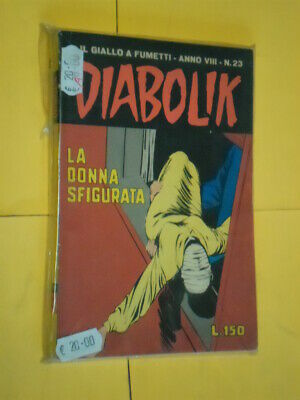 IL GIALLO A FUMETTI - ANNO VIII - N. 23
DIABOLIK
LA
DONNA
SFIGURATA
L.150
€ 20-00